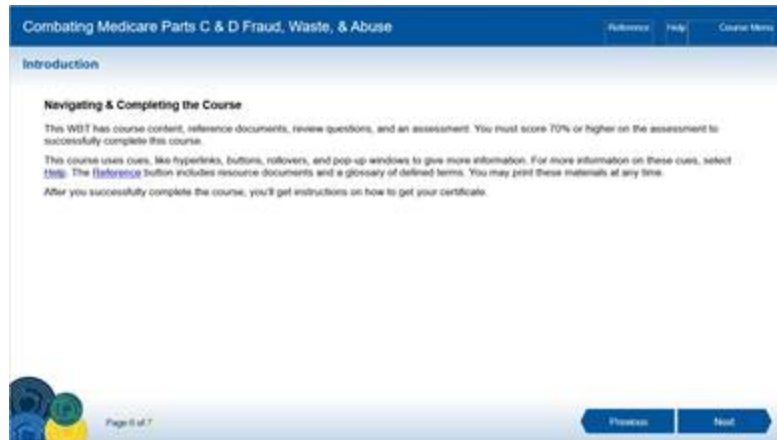 Combating Medicare Parts C & D Fraud, Waste, & Abuse
Reference Help Course Menu
Introduction
Navigating & Completing the Course
This WBT has course content, reference documents, review questions, and an assessment. You must score 70% or higher on the assessment to
successfully complete this course.
This course uses cues, like hyperlinks, buttons, rollovers, and pop-up windows to give more information. For more information on these cues, select
Help. The Reference button includes resource documents and a glossary of defined terms. You may print these materials at any time.
After you successfully complete the course, you'll get instructions on how to get your certificate.
Page 6 of 7
Previous Next